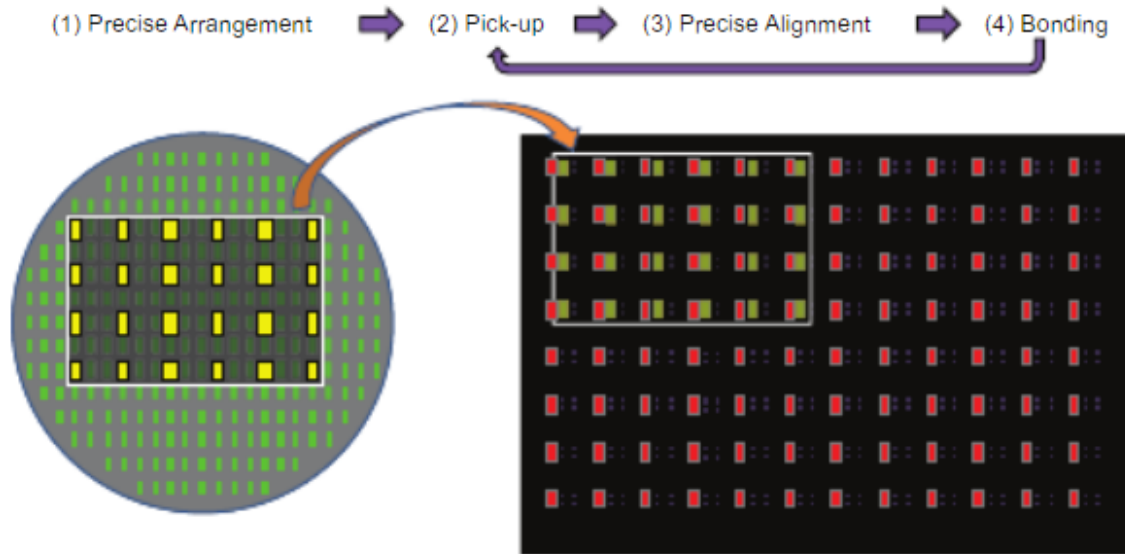 (1) Precise Arrangement (2) Pick-up (3) Precise Alignment (4) Bonding